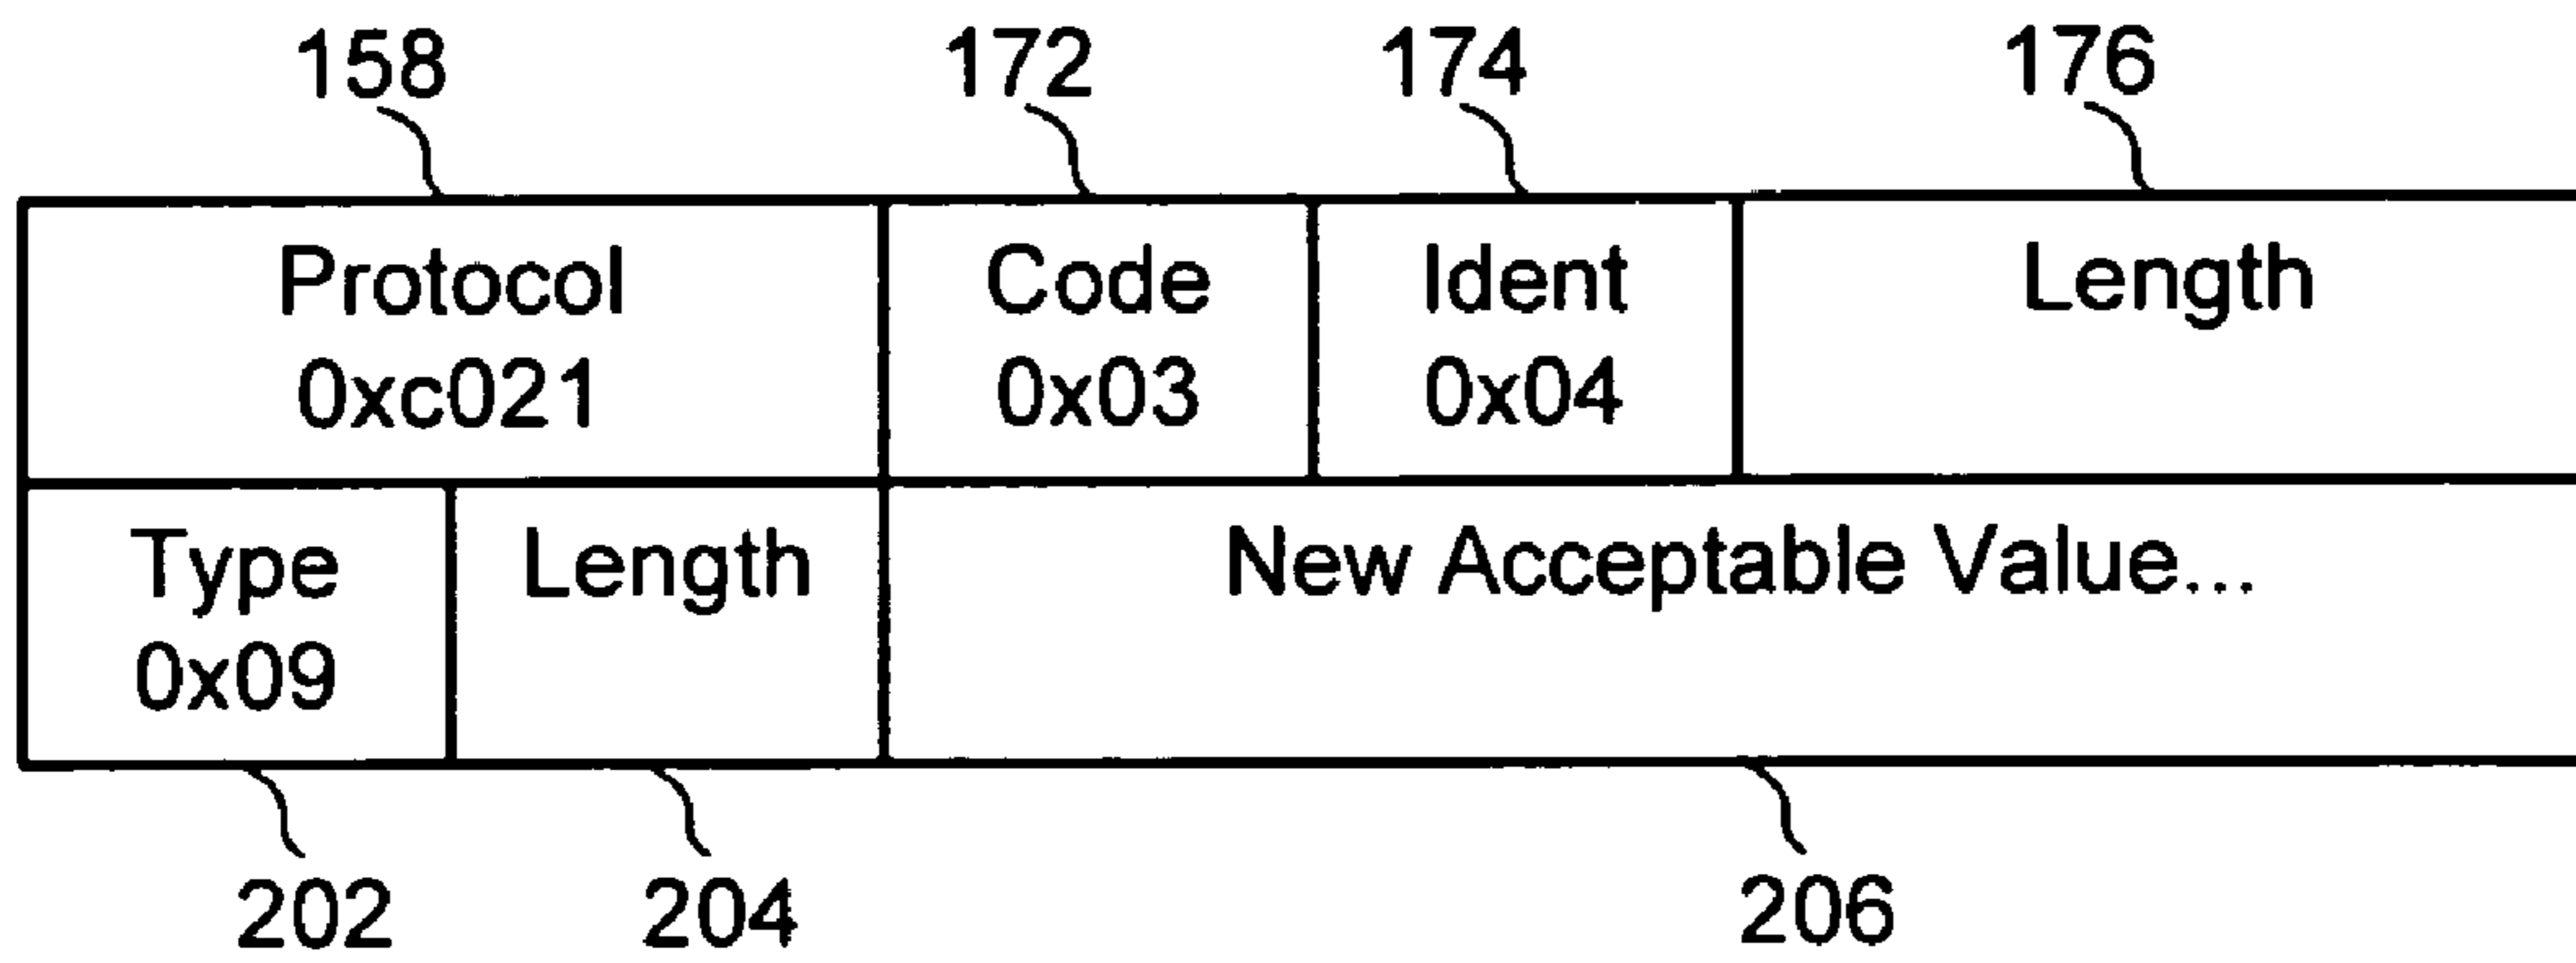 158 172 174 176
Protocol Code Ident Length
0xc021 0x03 0x04
Type Length New Acceptable Value...
0x09
202 204 206